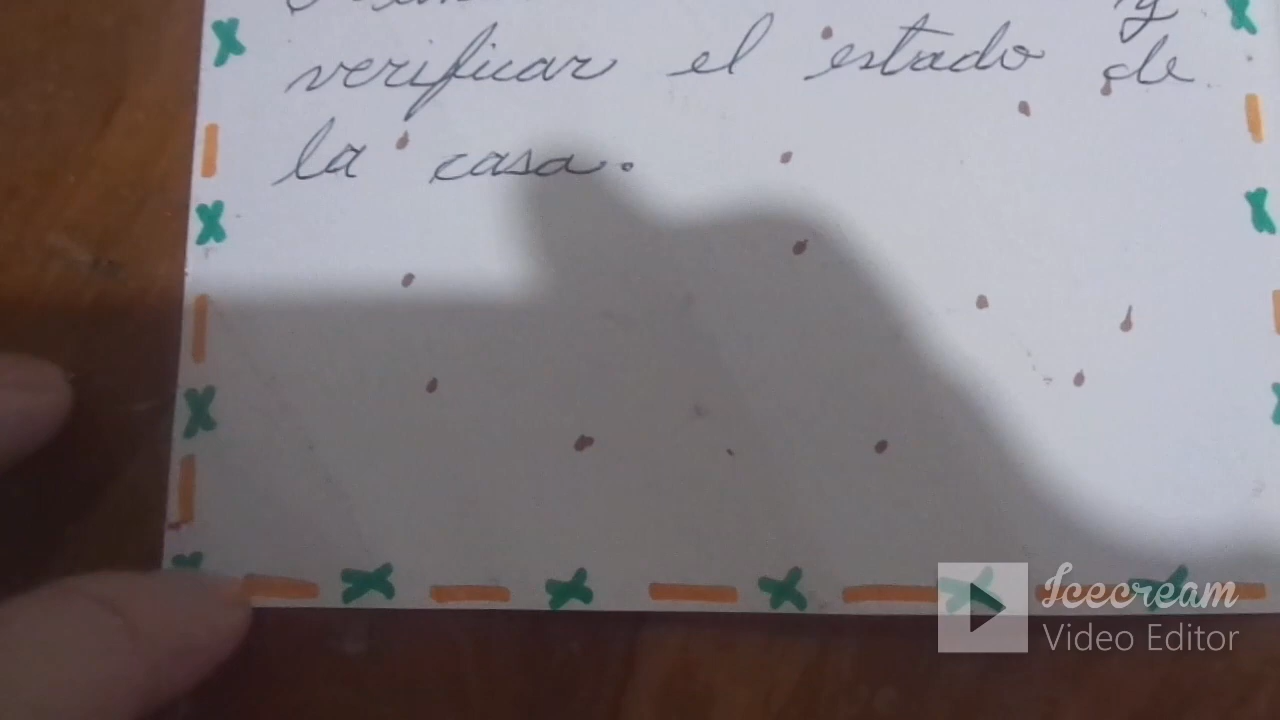 y
verificar el estado de
la casa.
Icecream
Video Editor